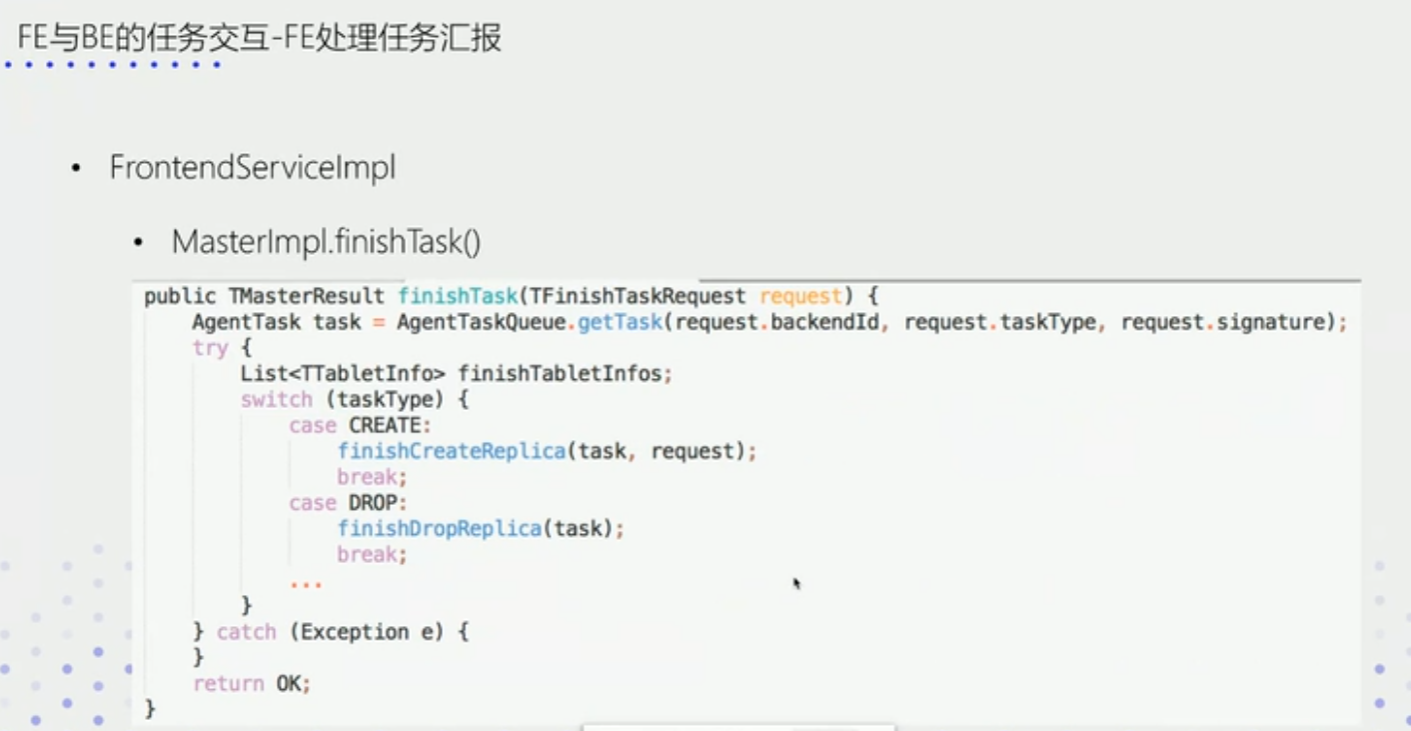 FE与BE的任务交互-FE处理任务汇报
• FrontendServiceImpl
• MasterImpl.finishTask()
public TMasterResult finishTask(TFinishTaskRequest request) {
    AgentTask task = AgentTaskQueue.getTask(request.backendId, request.taskType, request.signature);
    try {
        List<TTabletInfo> finishTabletInfos;
        switch (taskType) {
            case CREATE:
                finishCreateReplica(task, request);
                break;
            case DROP:
                finishDropReplica(task);
                break;
            ...
        }
    } catch (Exception e) {
    }
    return OK;
}